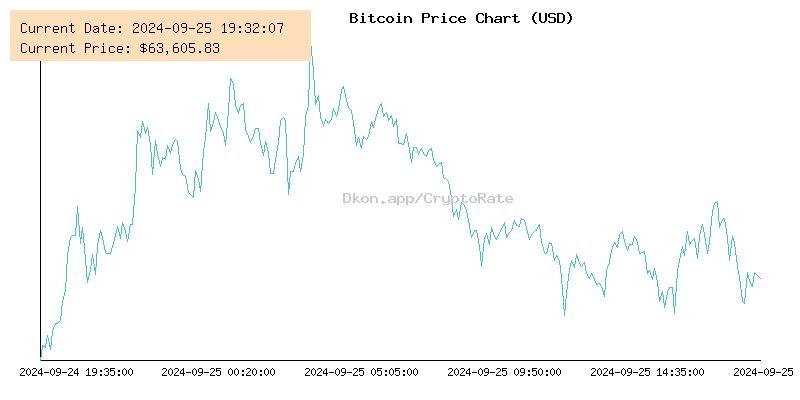 Bitcoin Price Chart (USD)
Current Date: 2024-09-25 19:32:07
Current Price: $63,605.83
Dkon.app/CryptoRate
2024-09-24 19:35:00 2024-09-25 00:20:00 2024-09-25 05:05:00 2024-09-25 09:50:00 2024-09-25 14:35:00 2024-09-25